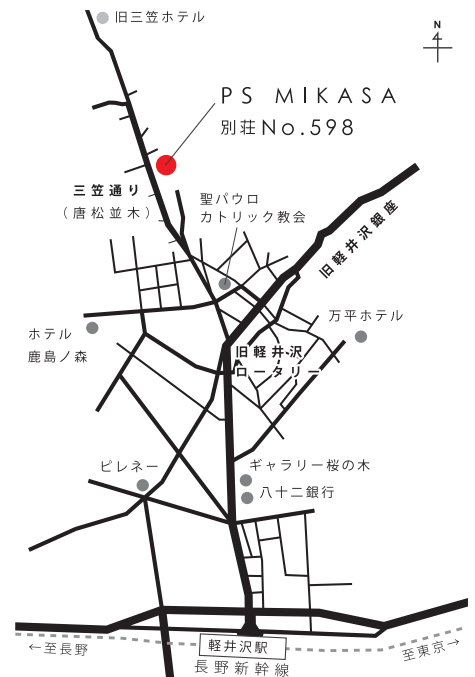 旧三笠ホテル
N
PS MIKASA
別荘No.598
三笠通り
（唐松並木）
聖パウロ
カトリック教会
旧軽井沢銀座
万平ホテル
ホテル
鹿島ノ森
旧軽井沢
ロータリー
ピレネー
ギャラリー桜の木
八十二銀行
軽井沢駅
←至長野
長野新幹線
至東京→